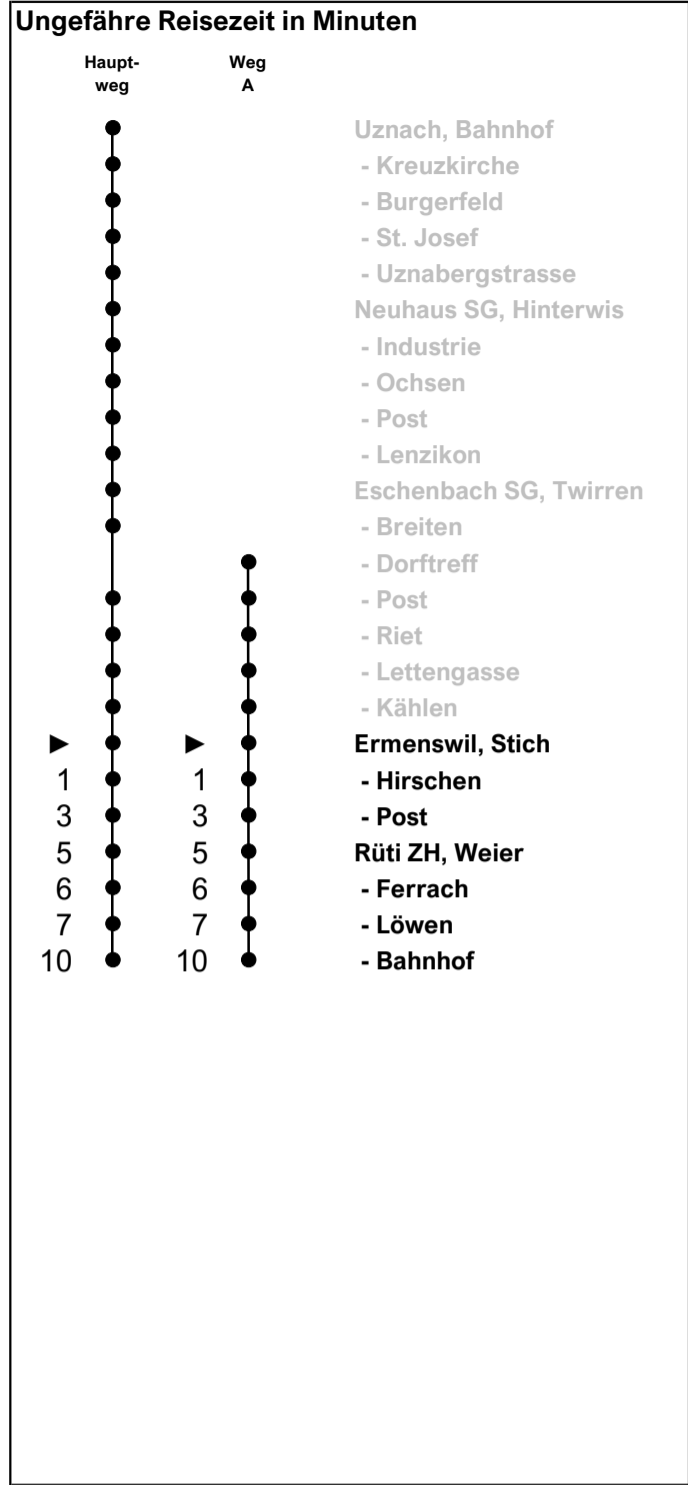 Ungefähre Reisezeit in Minuten
Haupt- Weg
weg A
Uznach, Bahnhof
- Kreuzkirche
- Burgerfeld
- St. Josef
- Uznabergstrasse
Neuhaus SG, Hinterwis
- Industrie
- Ochsen
- Post
- Lenzikon
Eschenbach SG, Twirren
- Breiten
- Dorftreff
- Post
- Riet
- Lettengasse
- Kählen
► ► Ermenswil, Stich
1 1 - Hirschen
3 3 - Post
5 5 Rüti ZH, Weier
6 6 - Ferrach
7 7 - Löwen
10 10 - Bahnhof